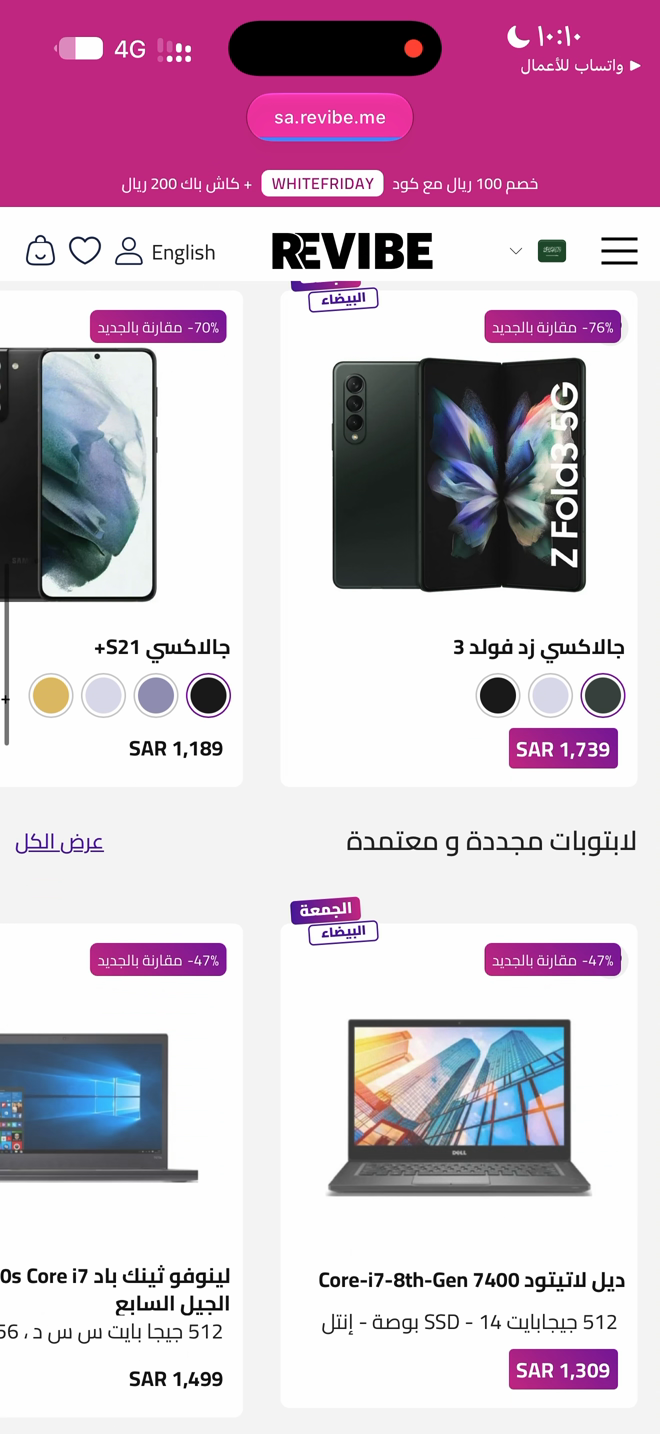 ١٠:١٠
4G
◀ واتساب للأعمال
sa.revibe.me
خصم 100 ريال مع كود WHITEFRIDAY + كاش باك 200 ريال
REVIBE
English
البيضاء
-76% مقارنة بالجديد
Z Fold3 5G
جالاكسي زد فولد 3
SAR 1,739
-70% مقارنة بالجديد
جالاكسي S21+
SAR 1,189
+
لابتوبات مجددة و معتمدة
عرض الكل
الجمعة
البيضاء
-47% مقارنة بالجديد
DELL
ديل لاتيتود 7400 Core-i7-8th-Gen
512 جيجابايت SSD - 14 بوصة - إنتل
SAR 1,309
-47% مقارنة بالجديد
لينوفو ثينك باد 0s Core i7
الجيل السابع
512 جيجا بايت س س د ، 56
SAR 1,499